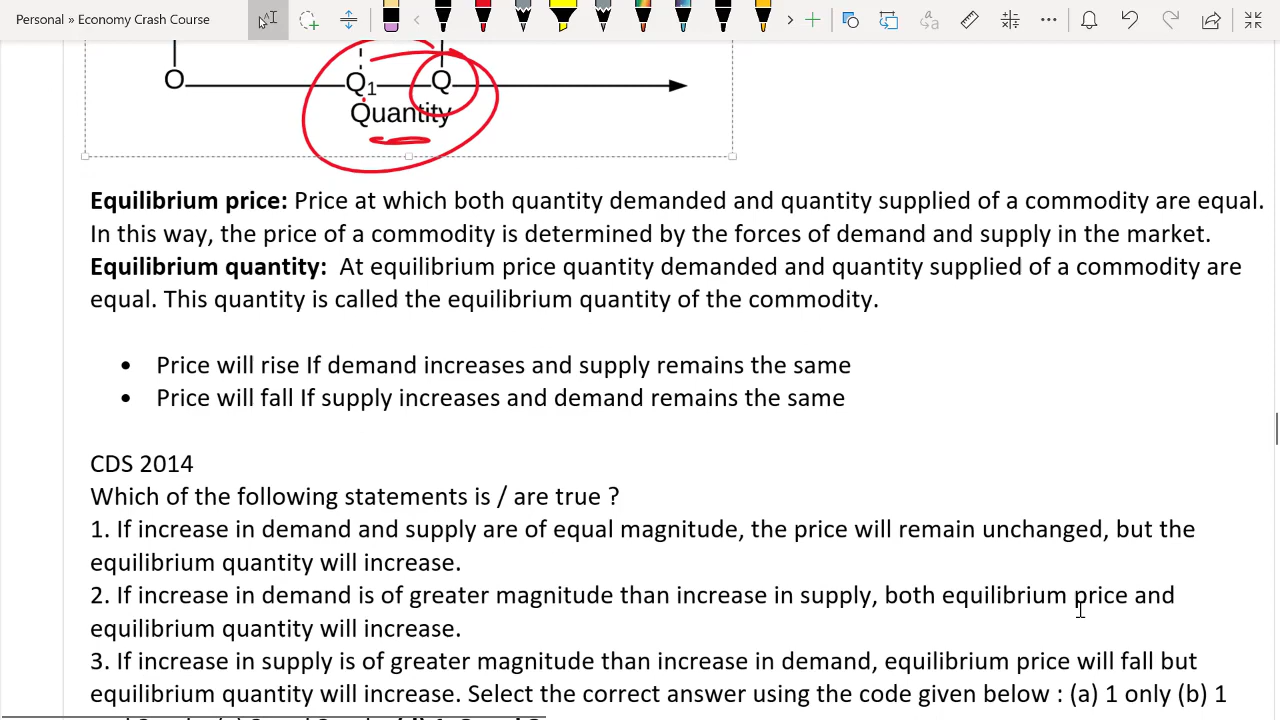 Personal » Economy Crash Course
O
Q1
Q
Quantity
Equilibrium price: Price at which both quantity demanded and quantity supplied of a commodity are equal.
In this way, the price of a commodity is determined by the forces of demand and supply in the market.
Equilibrium quantity:  At equilibrium price quantity demanded and quantity supplied of a commodity are
equal. This quantity is called the equilibrium quantity of the commodity.
• Price will rise If demand increases and supply remains the same
• Price will fall If supply increases and demand remains the same
CDS 2014
Which of the following statements is / are true ?
1. If increase in demand and supply are of equal magnitude, the price will remain unchanged, but the
equilibrium quantity will increase.
2. If increase in demand is of greater magnitude than increase in supply, both equilibrium price and
equilibrium quantity will increase.
3. If increase in supply is of greater magnitude than increase in demand, equilibrium price will fall but
equilibrium quantity will increase. Select the correct answer using the code given below : (a) 1 only (b) 1